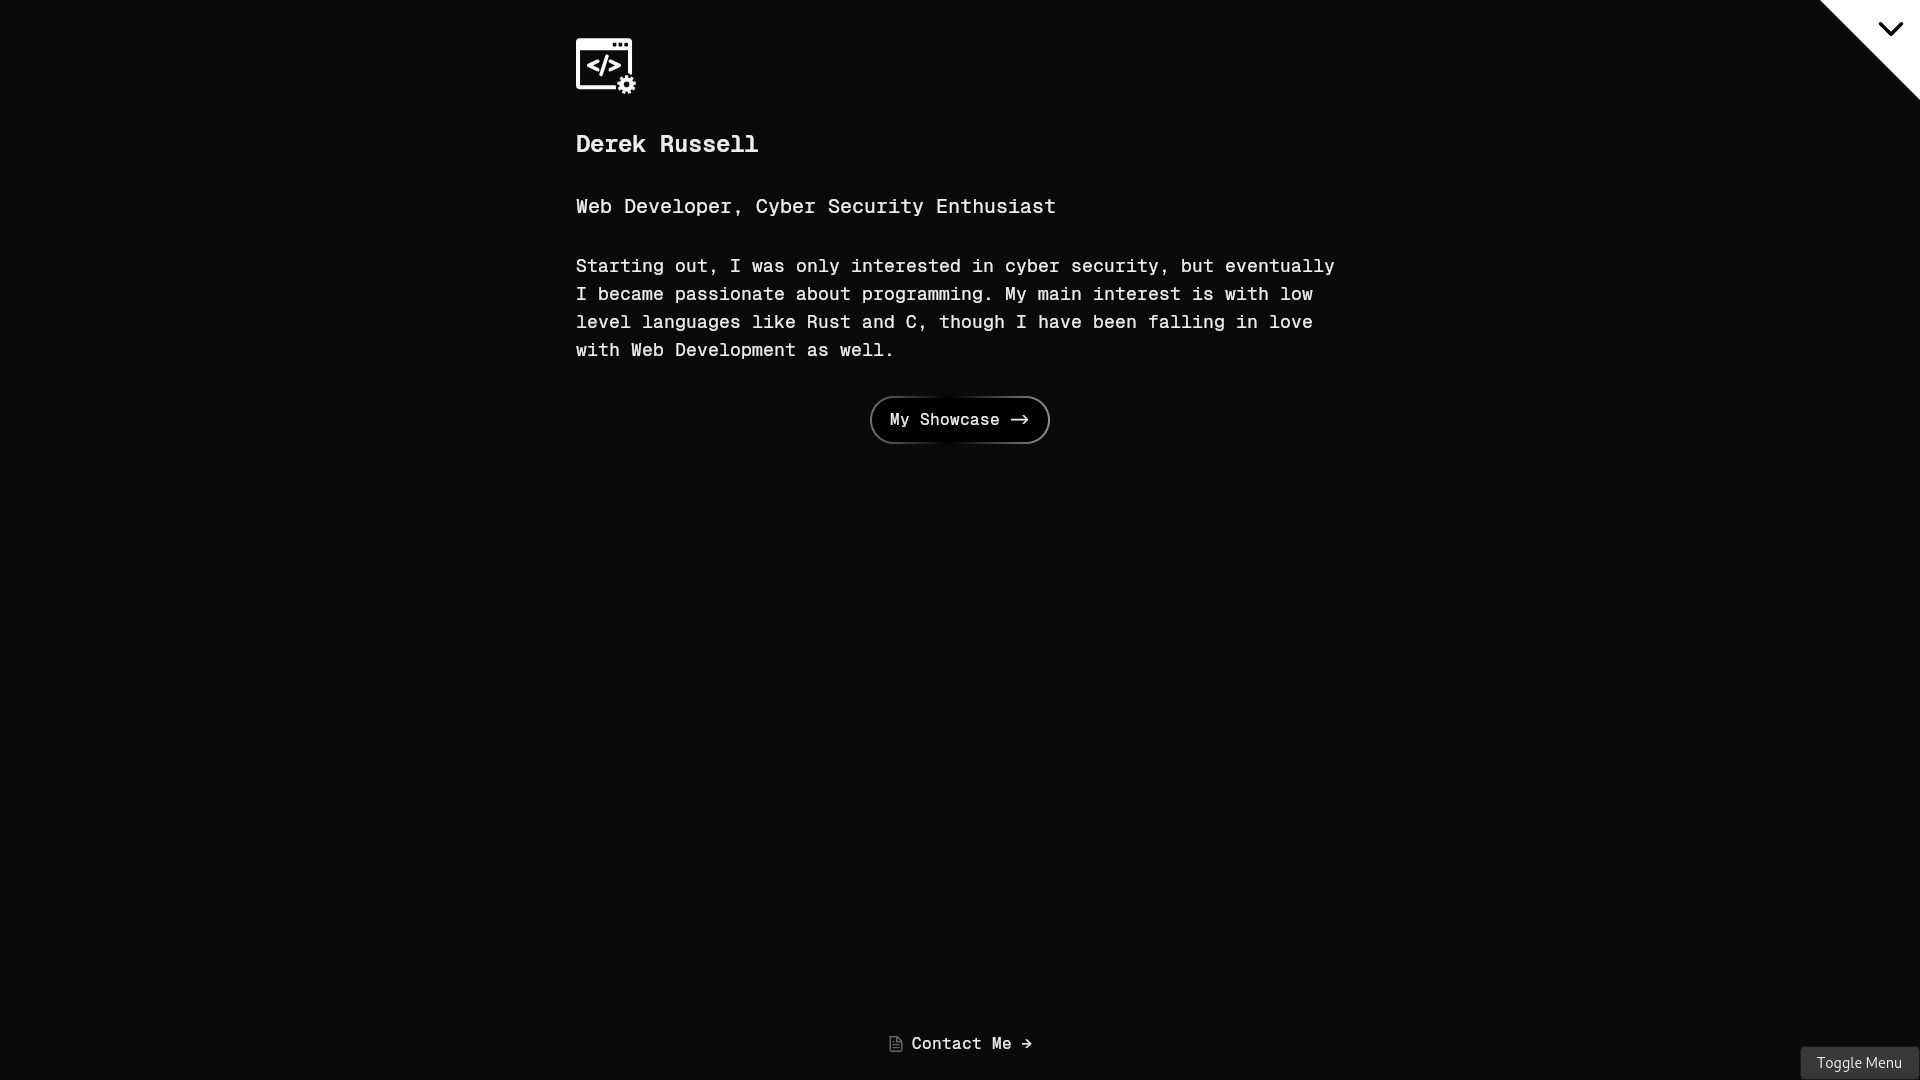 </>
Derek Russell
Web Developer, Cyber Security Enthusiast
Starting out, I was only interested in cyber security, but eventually
I became passionate about programming. My main interest is with low
level languages like Rust and C, though I have been falling in love
with Web Development as well.
My Showcase →
Contact Me →
Toggle Menu